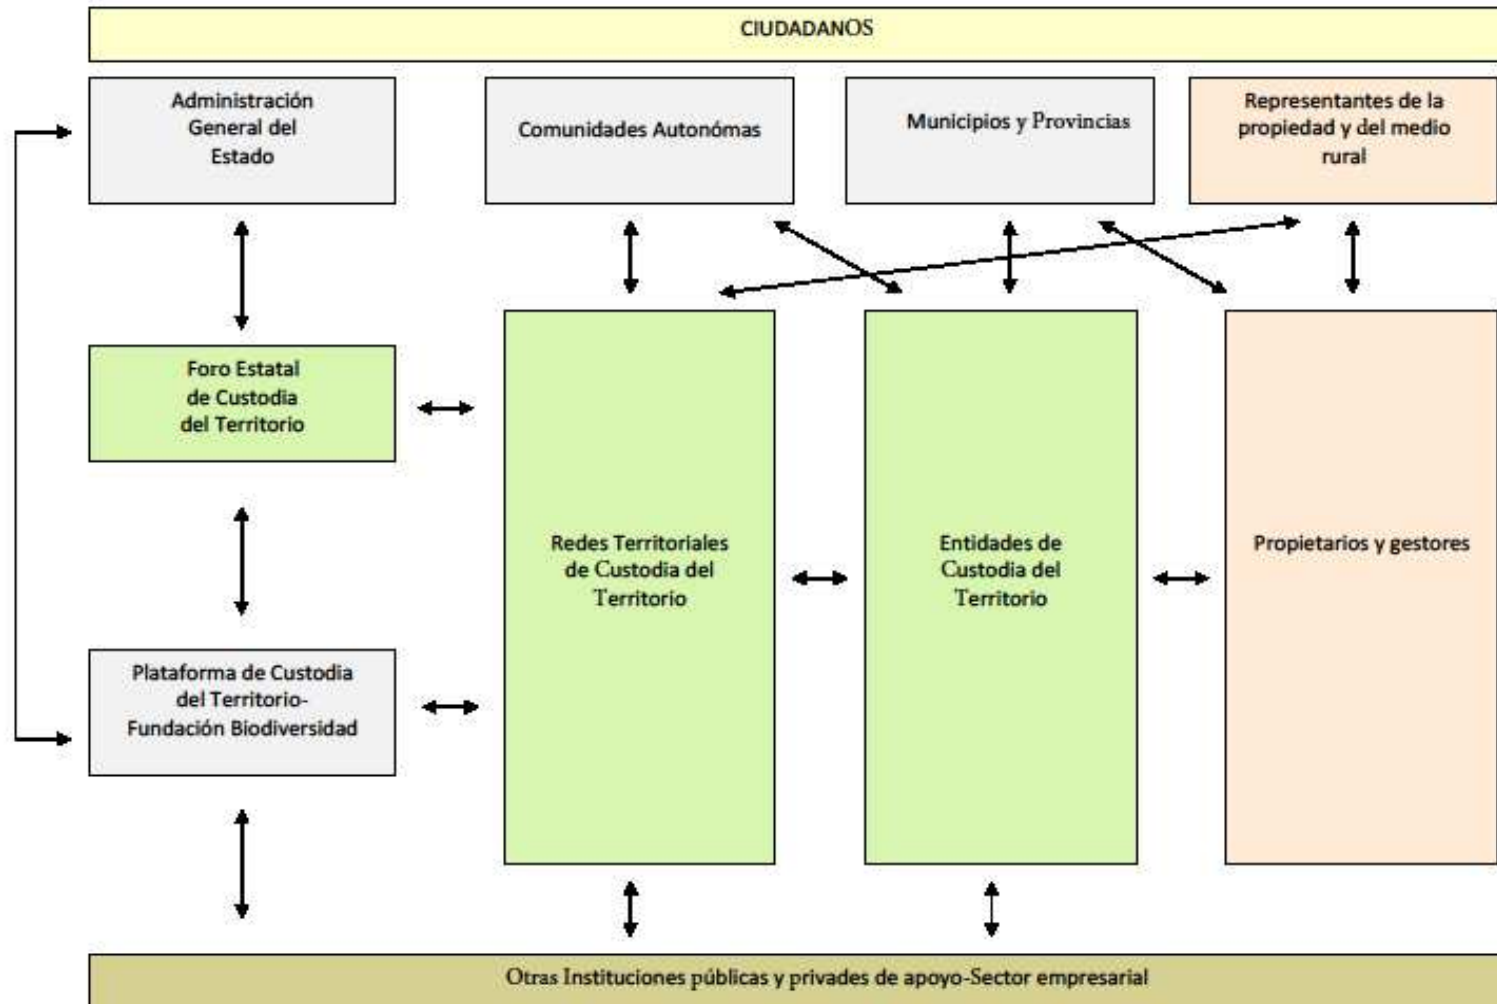 CIUDADANOS
Administración
General del
Estado
Comunidades Autonómas
Municipios y Provincias
Representantes de la
propiedad y del medio
rural
Foro Estatal
de Custodia
del Territorio
Redes Territoriales
de Custodia del
Territorio
Entidades de
Custodia del
Territorio
Propietarios y gestores
Plataforma de Custodia
del Territorio-
Fundación Biodiversidad
Otras Instituciones públicas y privades de apoyo-Sector empresarial